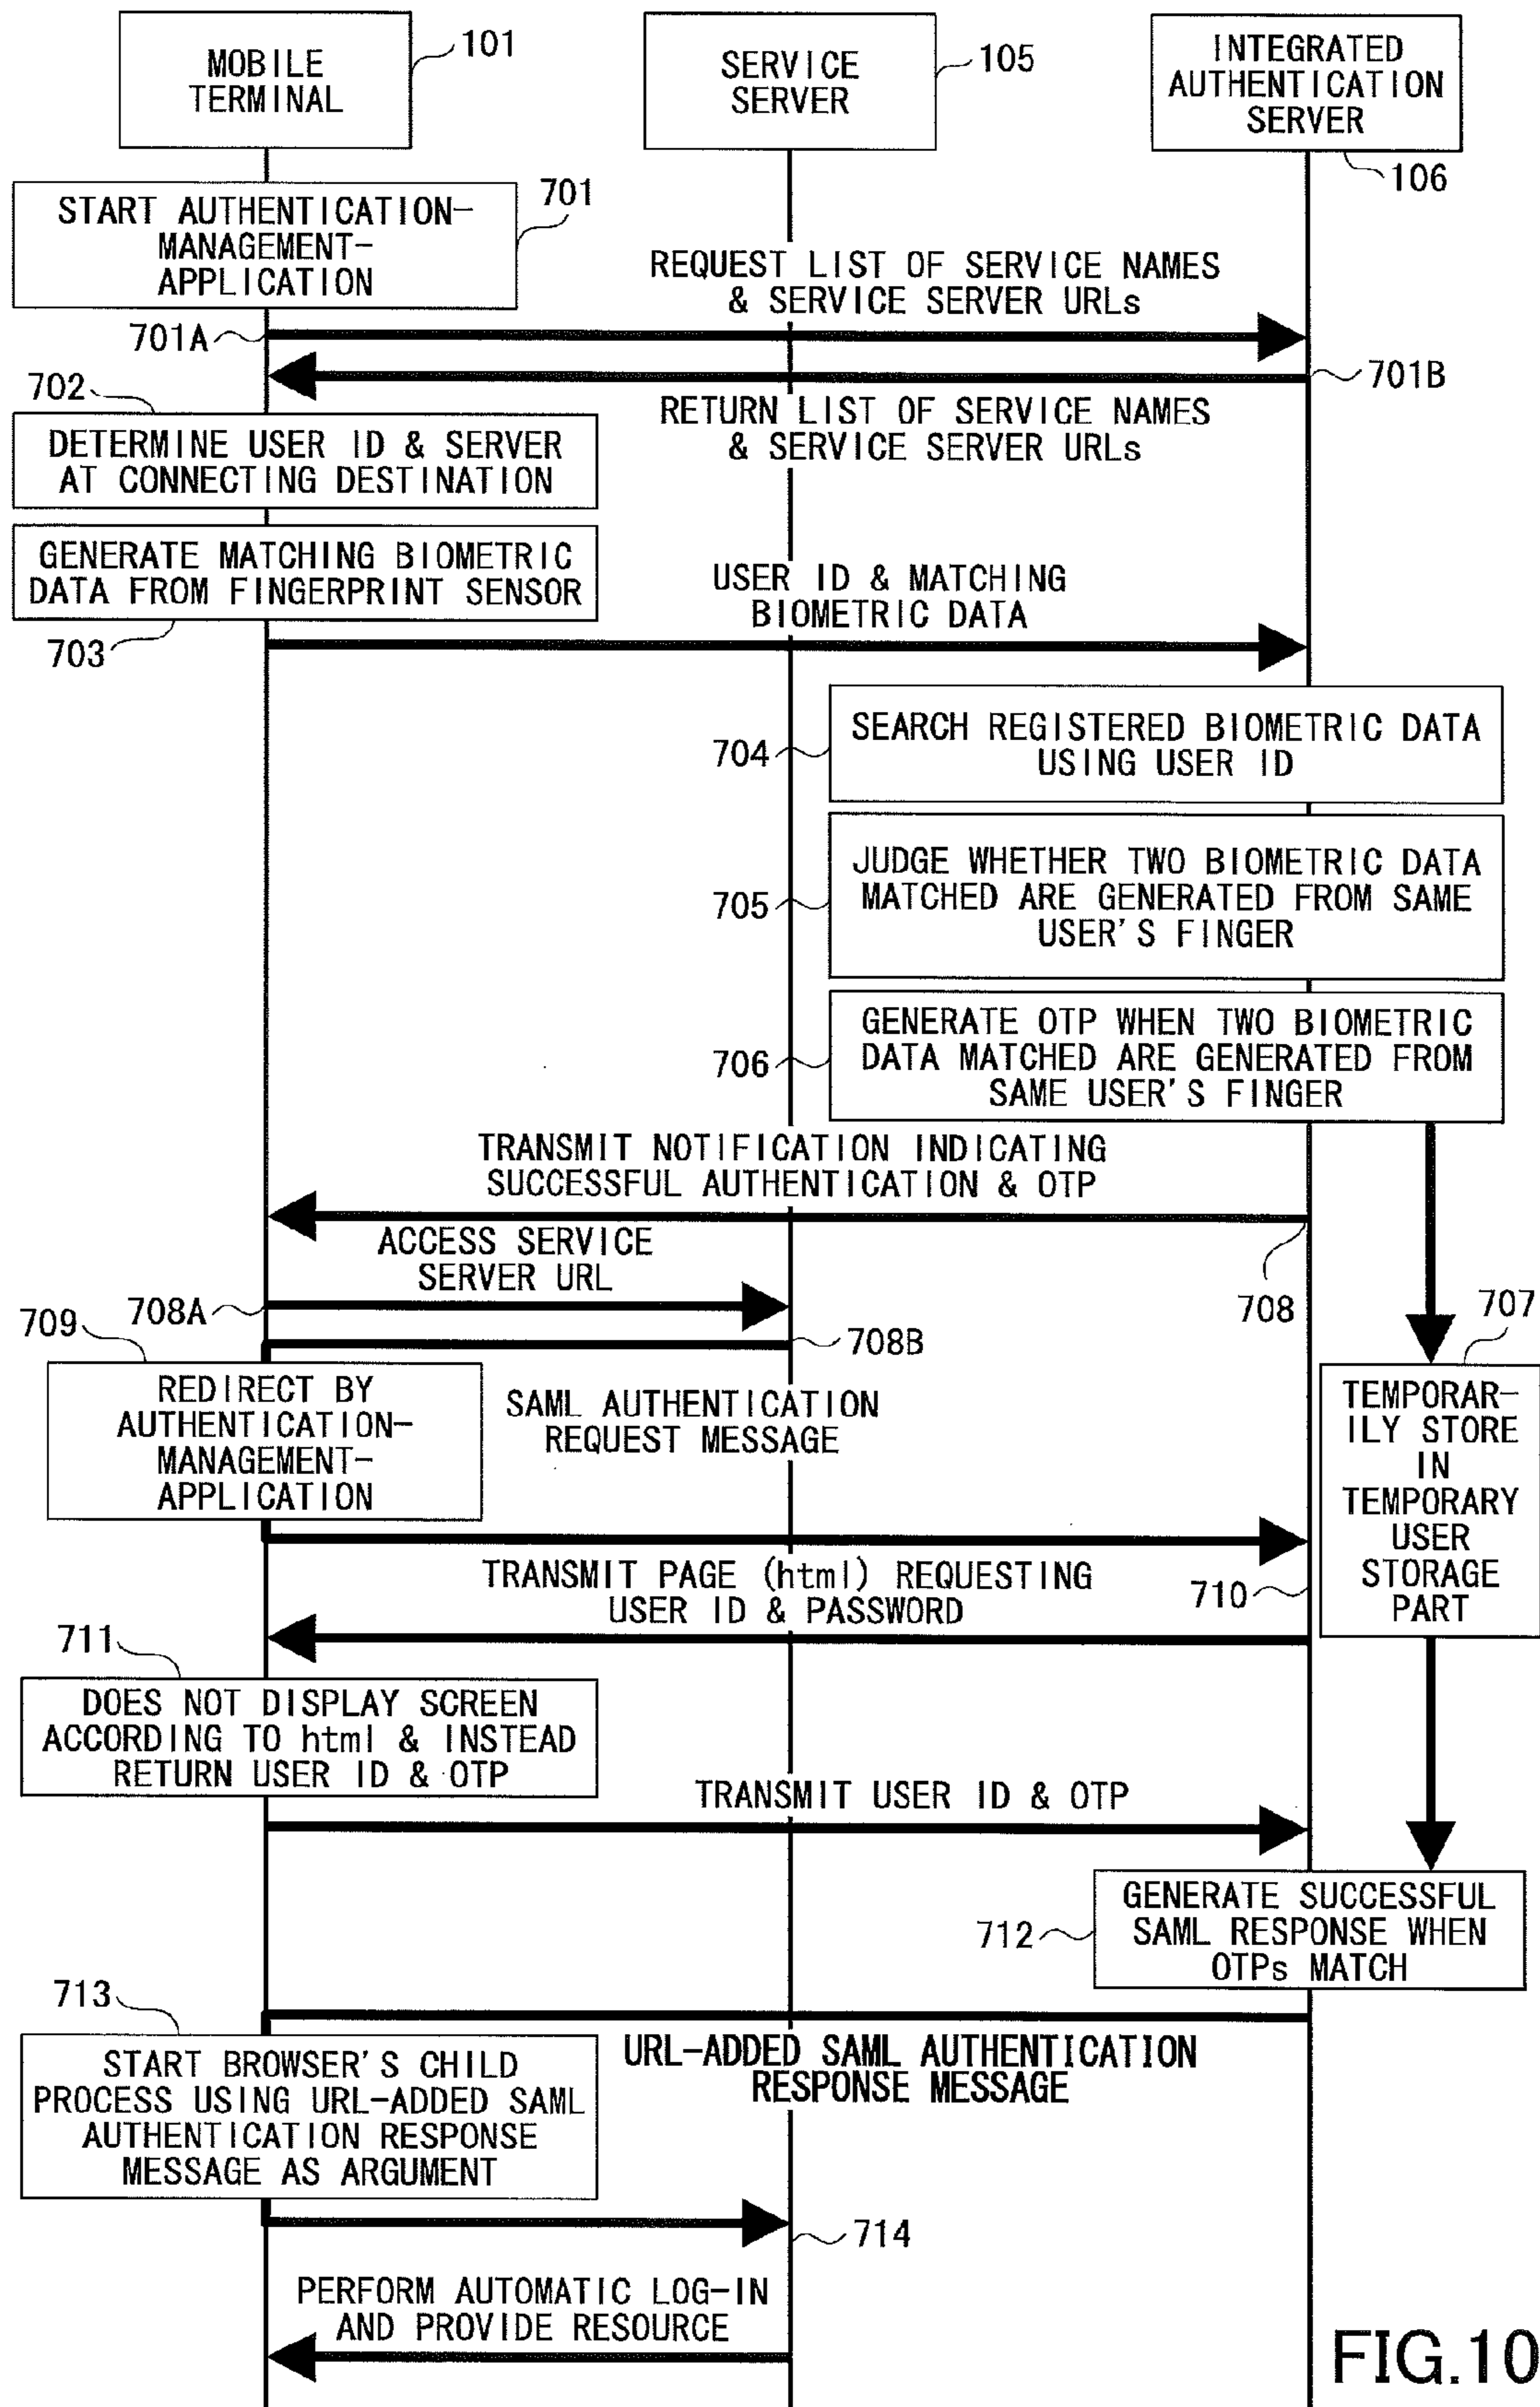 MOBILE
TERMINAL
101
SERVICE
SERVER
105
INTEGRATED
AUTHENTICATION
SERVER
106
START AUTHENTICATION-
MANAGEMENT-
APPLICATION
701
REQUEST LIST OF SERVICE NAMES
& SERVICE SERVER URLs
701A
701B
RETURN LIST OF SERVICE NAMES
& SERVICE SERVER URLs
702
DETERMINE USER ID & SERVER
AT CONNECTING DESTINATION
GENERATE MATCHING BIOMETRIC
DATA FROM FINGERPRINT SENSOR
703
USER ID & MATCHING
BIOMETRIC DATA
704
SEARCH REGISTERED BIOMETRIC DATA
USING USER ID
705
JUDGE WHETHER TWO BIOMETRIC DATA
MATCHED ARE GENERATED FROM SAME
USER'S FINGER
706
GENERATE OTP WHEN TWO BIOMETRIC
DATA MATCHED ARE GENERATED FROM
SAME USER'S FINGER
TRANSMIT NOTIFICATION INDICATING
SUCCESSFUL AUTHENTICATION & OTP
708
ACCESS SERVICE
SERVER URL
708A
708B
707
TEMPORAR-
ILY STORE
IN
TEMPORARY
USER
STORAGE
PART
709
REDIRECT BY
AUTHENTICATION-
MANAGEMENT-
APPLICATION
SAML AUTHENTICATION
REQUEST MESSAGE
TRANSMIT PAGE (html) REQUESTING
USER ID & PASSWORD
710
711
DOES NOT DISPLAY SCREEN
ACCORDING TO html & INSTEAD
RETURN USER ID & OTP
TRANSMIT USER ID & OTP
712
GENERATE SUCCESSFUL
SAML RESPONSE WHEN
OTPs MATCH
713
START BROWSER'S CHILD
PROCESS USING URL-ADDED SAML
AUTHENTICATION RESPONSE
MESSAGE AS ARGUMENT
URL-ADDED SAML AUTHENTICATION
RESPONSE MESSAGE
714
PERFORM AUTOMATIC LOG-IN
AND PROVIDE RESOURCE
FIG.10